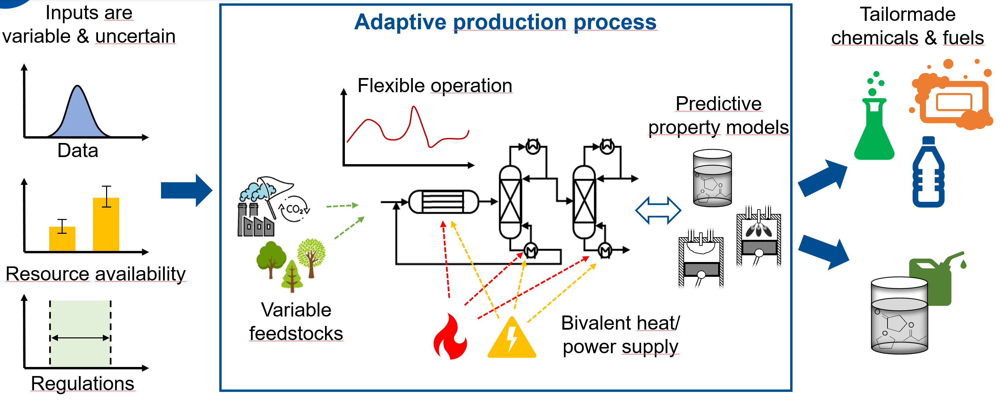 Inputs are
variable & uncertain
Data
Resource availability
Regulations
Adaptive production process
Flexible operation
Predictive
property models
CO₂
O
O
O
Variable
feedstocks
Bivalent heat/
power supply
Tailormade
chemicals & fuels
O
O
O